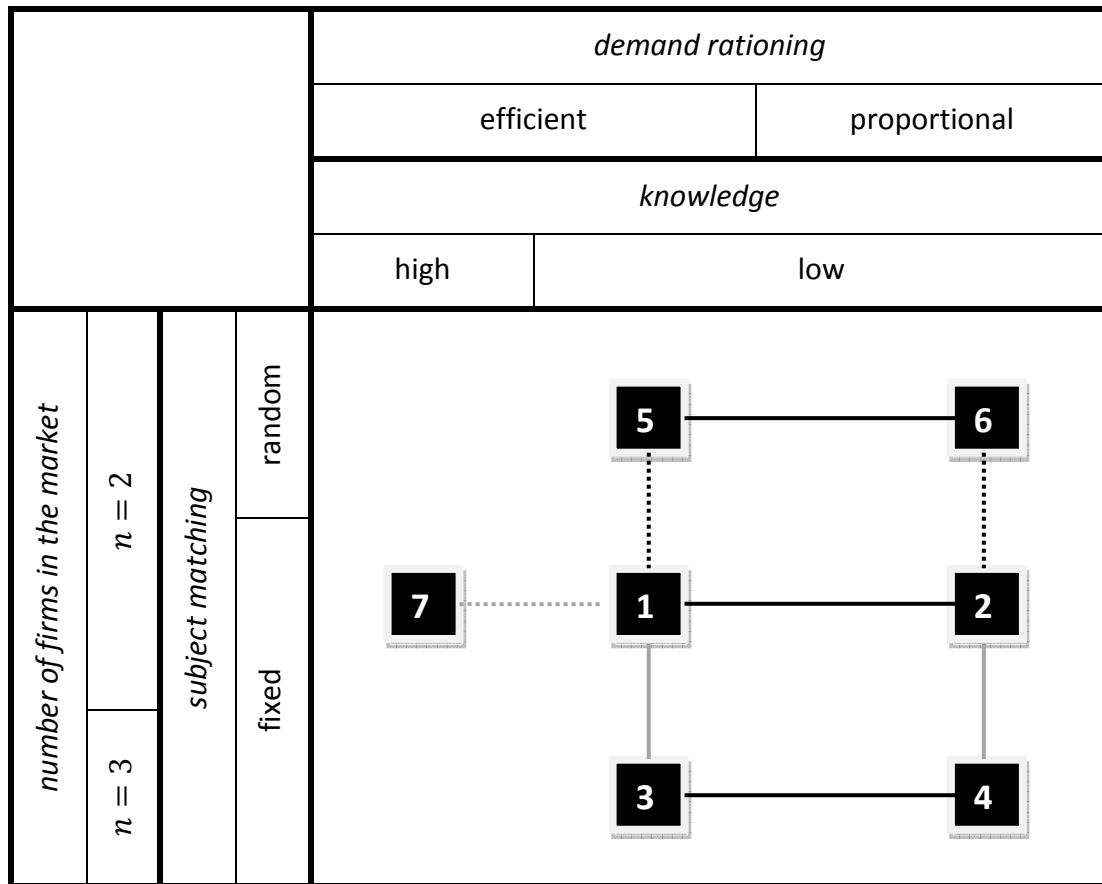 demand rationing
efficient
proportional
knowledge
high
low
number of firms in the market
n = 2
n = 3
subject matching
random
fixed
5
6
7
1
2
3
4